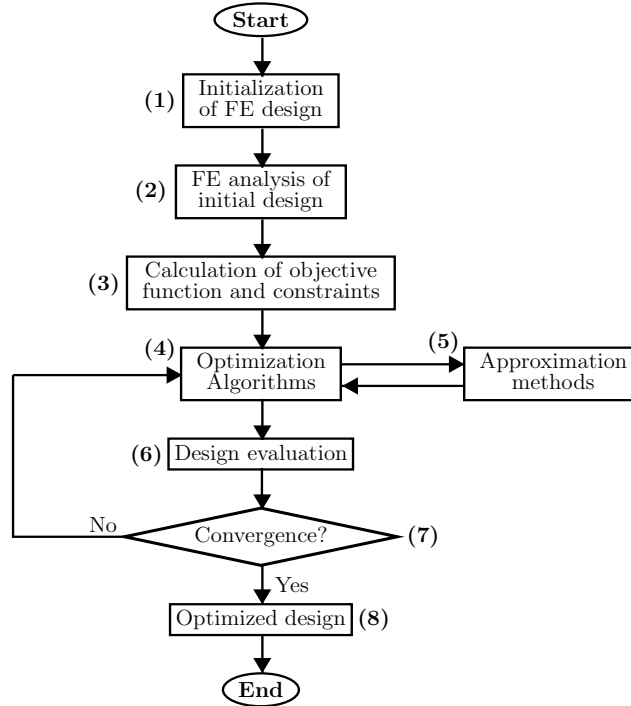 Start
(1)
Initialization
of FE design
(2)
FE analysis of
initial design
(3)
Calculation of objective
function and constraints
(4)
Optimization
Algorithms
(5)
Approximation
methods
(6)
Design evaluation
No
Convergence?
(7)
Yes
Optimized design
(8)
End